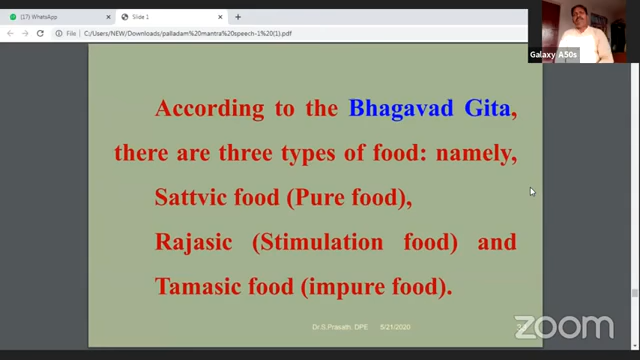 (17) WhatsApp
Slide 1
File
C:/Users/NEW/Downloads/palladam%20mantra%20speech-1%20(1).pdf
Galaxy A50s
According to the Bhagavad Gita,
there are three types of food: namely,
Sattvic food (Pure food),
Rajasic (Stimulation food) and
Tamasic food (impure food).
Dr.S.Prakath: DPE 5/21/2020
zoom